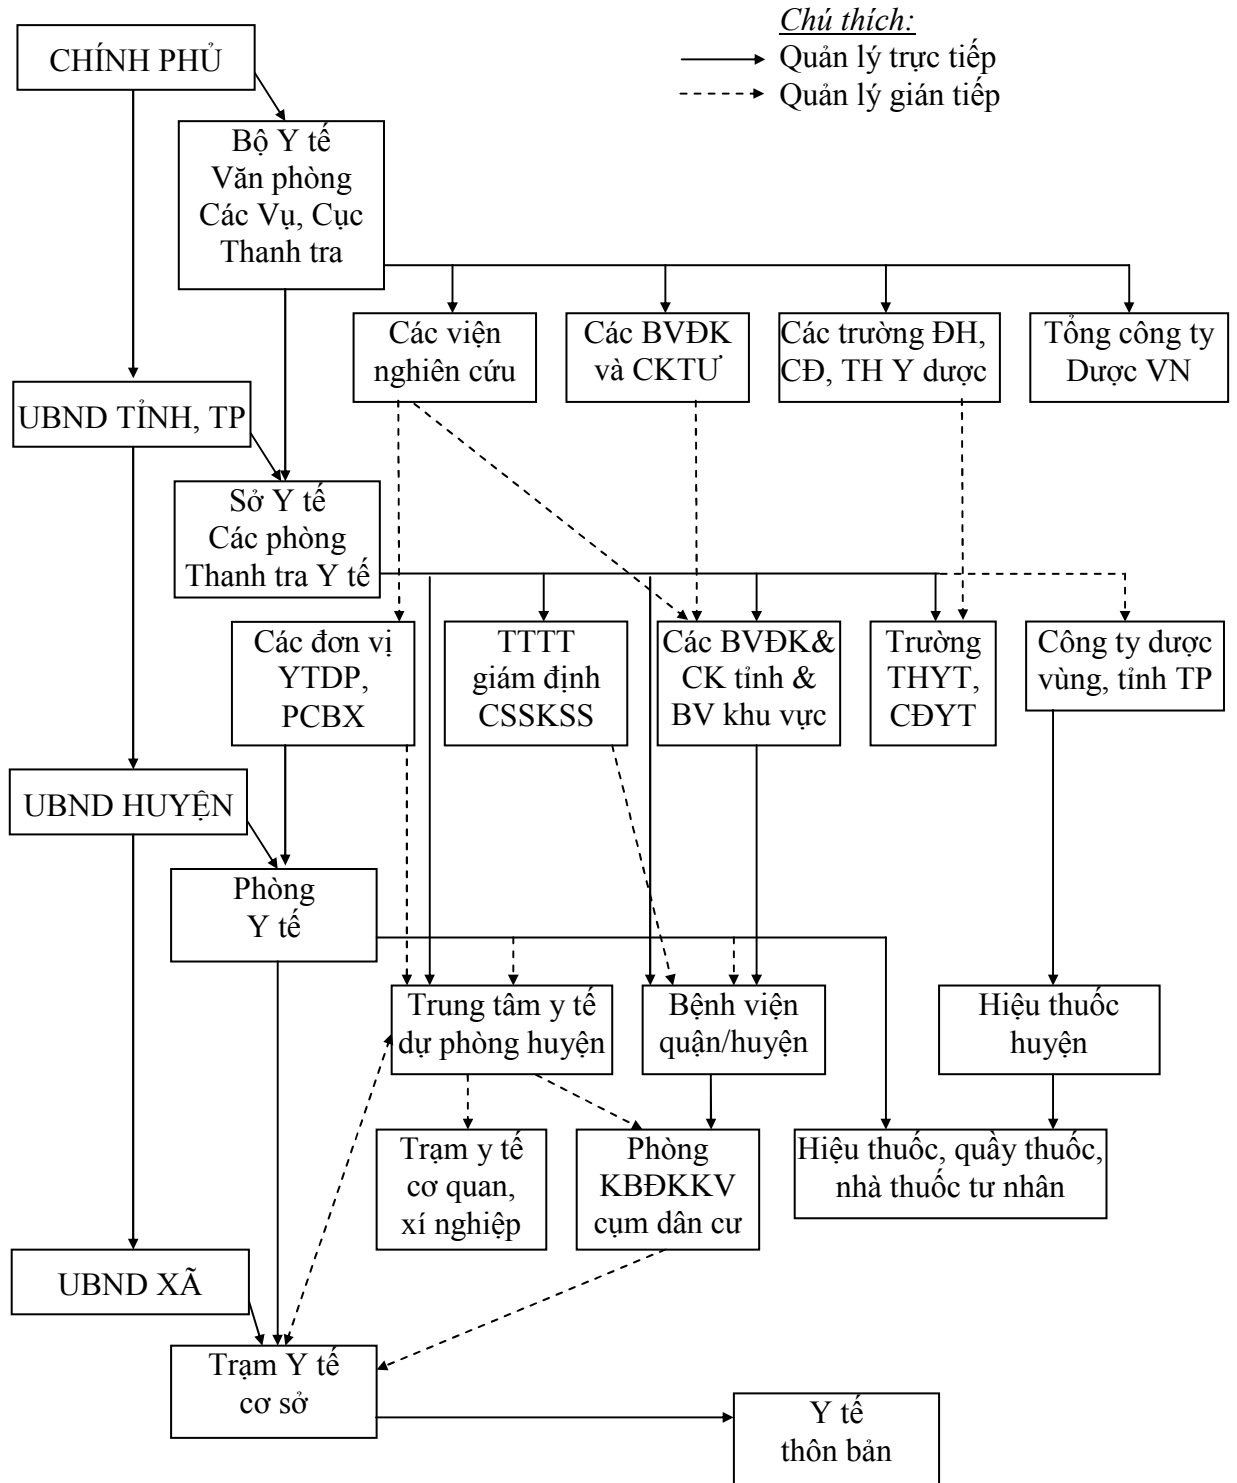 Chú thích:
Quản lý trực tiếp
Quản lý gián tiếp
CHÍNH PHỦ
Bộ Y tế
Văn phòng
Các Vụ, Cục
Thanh tra
Các viện
nghiên cứu
Các BVĐK
và CKTƯ
Các trường ĐH,
CĐ, TH Y dược
Tổng công ty
Dược VN
UBND TỈNH, TP
Sở Y tế
Các phòng
Thanh tra Y tế
Các đơn vị
YTDP,
PCBX
TTTT
giám định
CSSKSS
Các BVĐK&
CK tỉnh &
BV khu vực
Trường
THYT,
CĐYT
Công ty dược
vùng, tỉnh TP
UBND HUYỆN
Phòng
Y tế
Trung tâm y tế
dự phòng huyện
Bệnh viện
quận/huyện
Hiệu thuốc
huyện
Trạm y tế
cơ quan,
xí nghiệp
Phòng
KBĐKKV
cụm dân cư
Hiệu thuốc, quầy thuốc,
nhà thuốc tư nhân
UBND XÃ
Trạm Y tế
cơ sở
Y tế
thôn bản